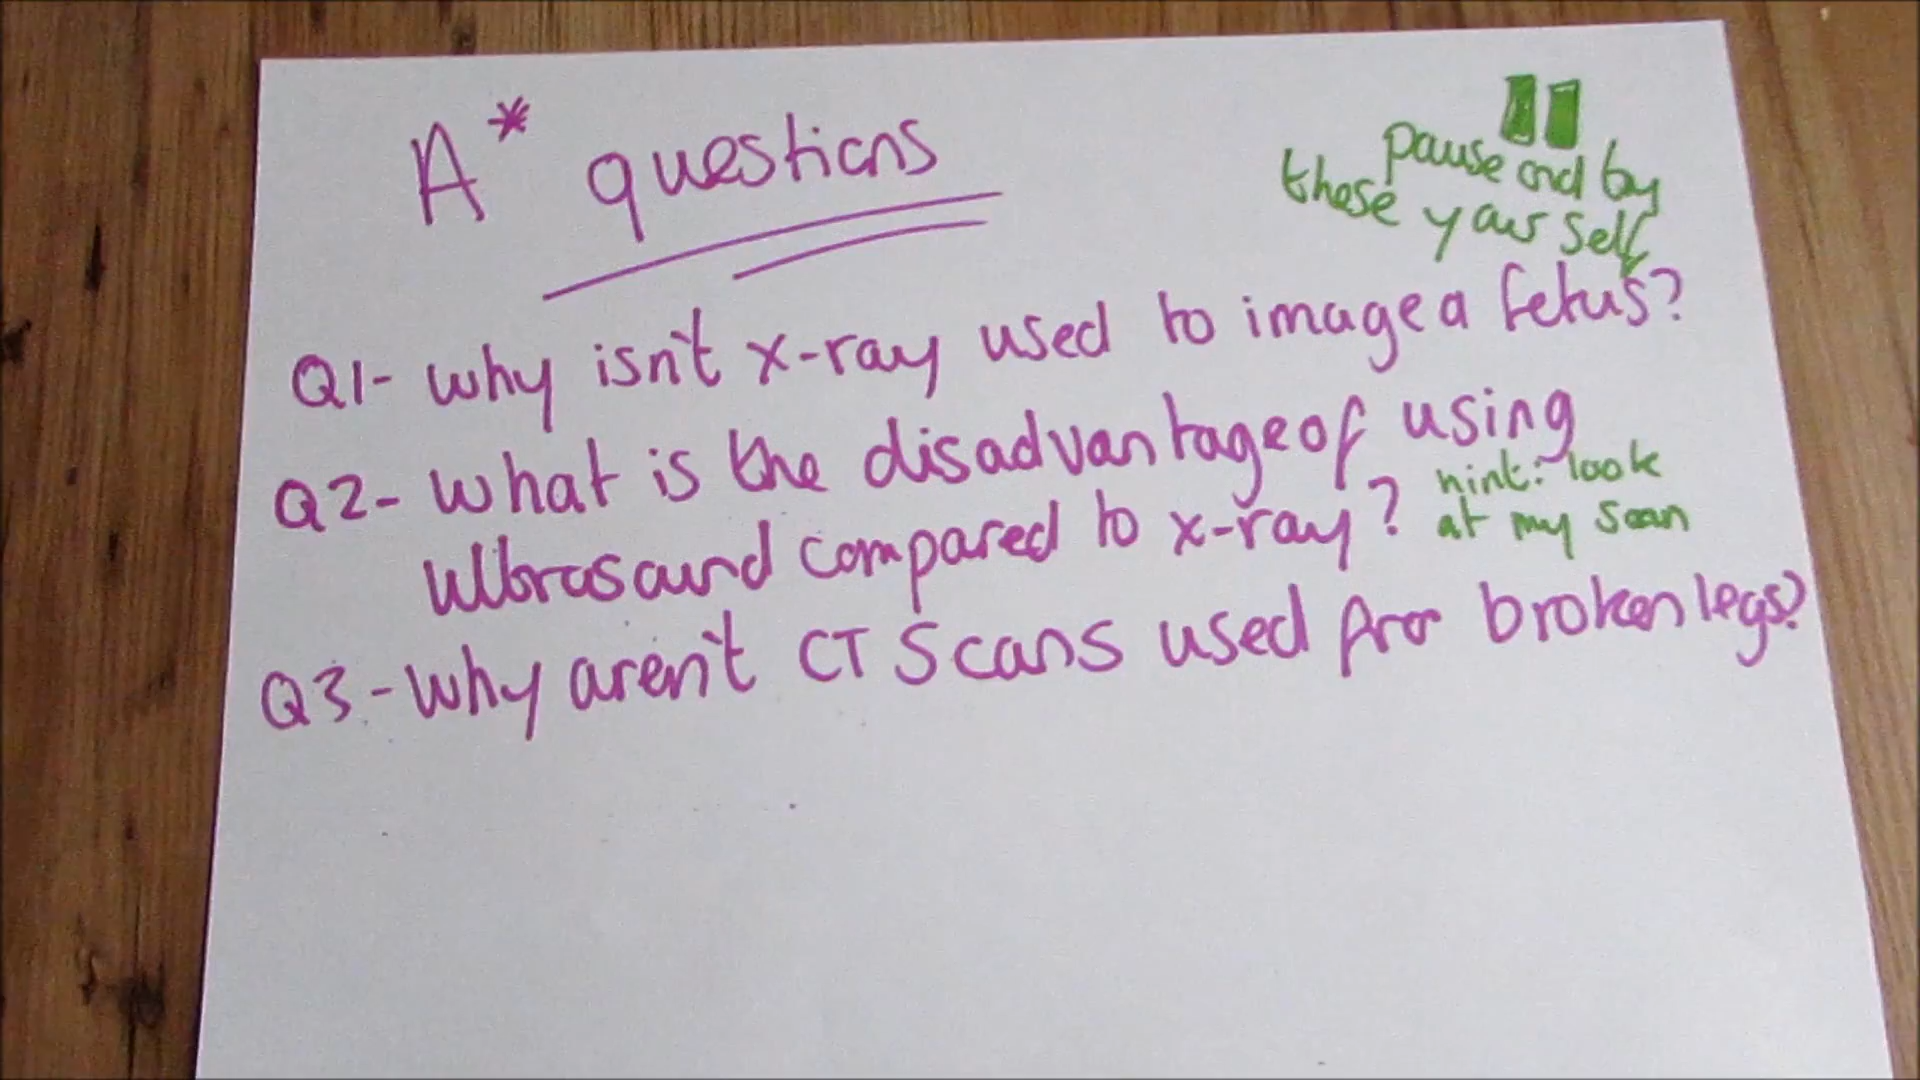 A* questions
pause and try
these yourself
Q1- why isn't x-ray used to image a fetus?
Q2- what is the disadvantage of using
ultrasound compared to x-ray?
hint: look
at my scan
Q3- why aren't CT scans used for broken legs?